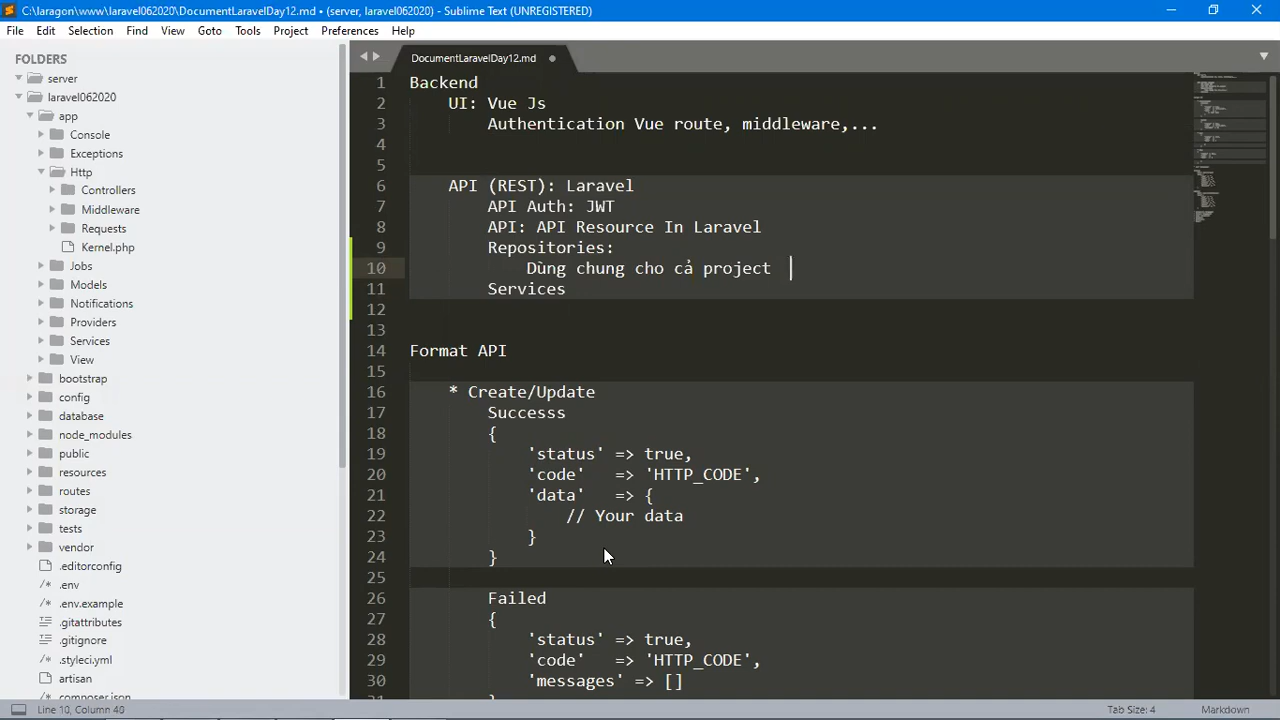 C:\laragon\www\laravel062020\DocumentLaravelDay12.md • (server, laravel062020) - Sublime Text (UNREGISTERED)
File Edit Selection Find View Goto Tools Project Preferences Help
FOLDERS
server
laravel062020
app
Console
Exceptions
Http
Controllers
Middleware
Requests
Kernel.php
Jobs
Models
Notifications
Providers
Services
View
bootstrap
config
database
node_modules
public
resources
routes
storage
tests
vendor
.editorconfig
.env
.env.example
.gitattributes
.gitignore
.styleci.yml
artisan
composer.json
DocumentLaravelDay12.md
1 Backend
2 UI: Vue Js
3 Authentication Vue route, middleware,...
4
5
6 API (REST): Laravel
7 API Auth: JWT
8 API: API Resource In Laravel
9 Repositories:
10 Dùng chung cho cả project
11 Services
12
13
14 Format API
15
16 * Create/Update
17 Successs
18 {
19 'status' => true,
20 'code' => 'HTTP_CODE',
21 'data' => {
22 // Your data
23 }
24 }
25
26 Failed
27 {
28 'status' => true,
29 'code' => 'HTTP_CODE',
30 'messages' => []
31 }
Line 10, Column 40
Tab Size: 4
Markdown